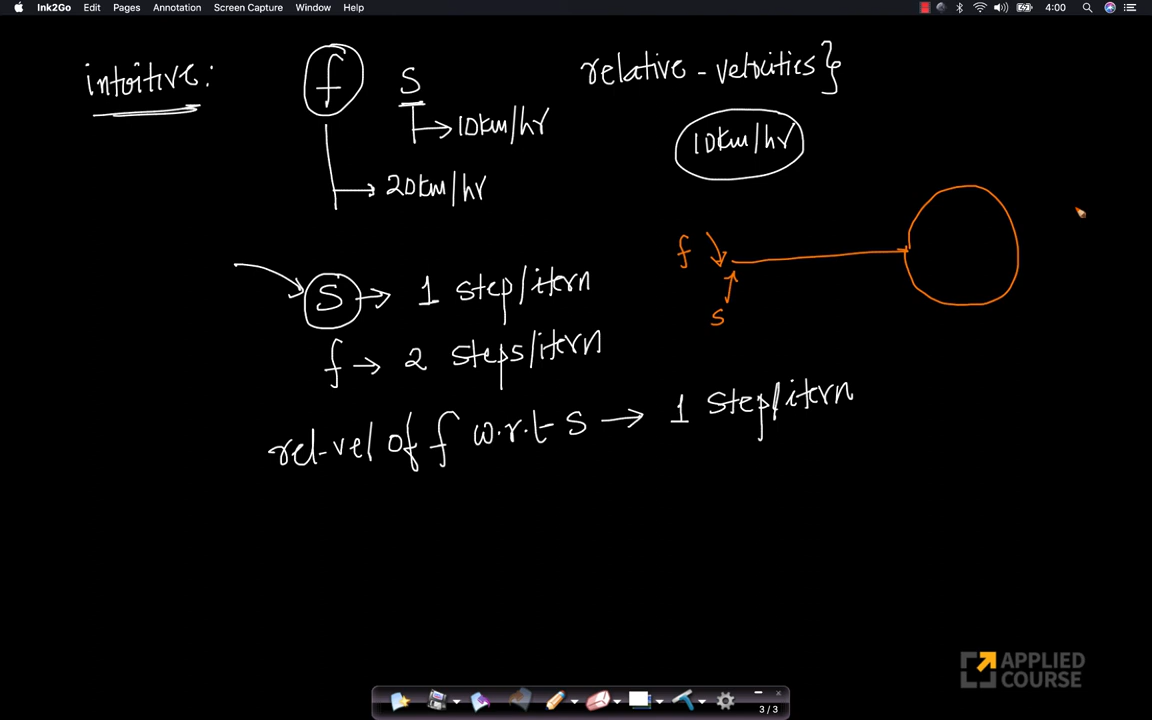 Ink2Go Edit Pages Annotation Screen Capture Window Help 4:00
intuitive: f S relative-velocities}
10km/hr 10km/hr
20km/hr
f
S → 1 step/itern
S
f → 2 steps/itern
rel-vel of f w.r.t S → 1 step/itern
APPLIED
COURSE
3/3